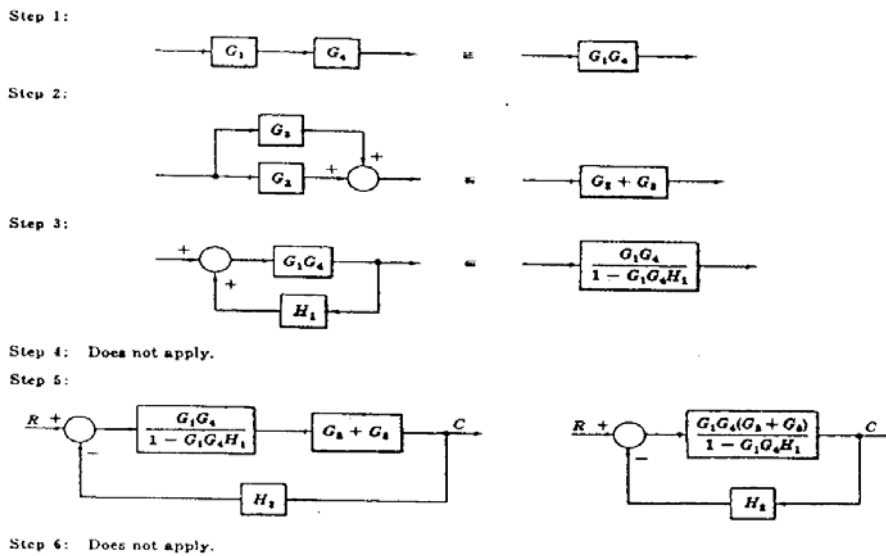 Step 1:
G₁ G₄ = G₁G₄
Step 2:
G₃
+
G₂ + = G₂ + G₃
Step 3:
+ G₁G₄ = G₁G₄ / (1 − G₁G₄H₁)
+
H₁
Step 4: Does not apply.
Step 5:
R + G₁G₄ / (1 − G₁G₄H₁) G₂ + G₃ C
−
H₂
R + G₁G₄(G₂ + G₃) / (1 − G₁G₄H₁) C
−
H₂
Step 6: Does not apply.